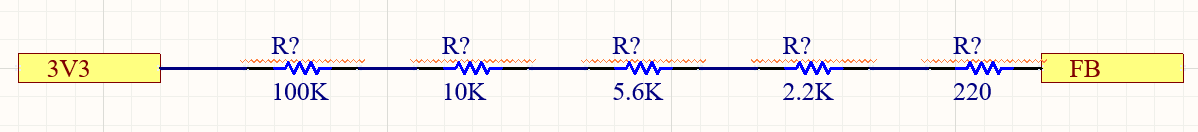 R? R? R? R? R?
3V3 FB
100K 10K 5.6K 2.2K 220